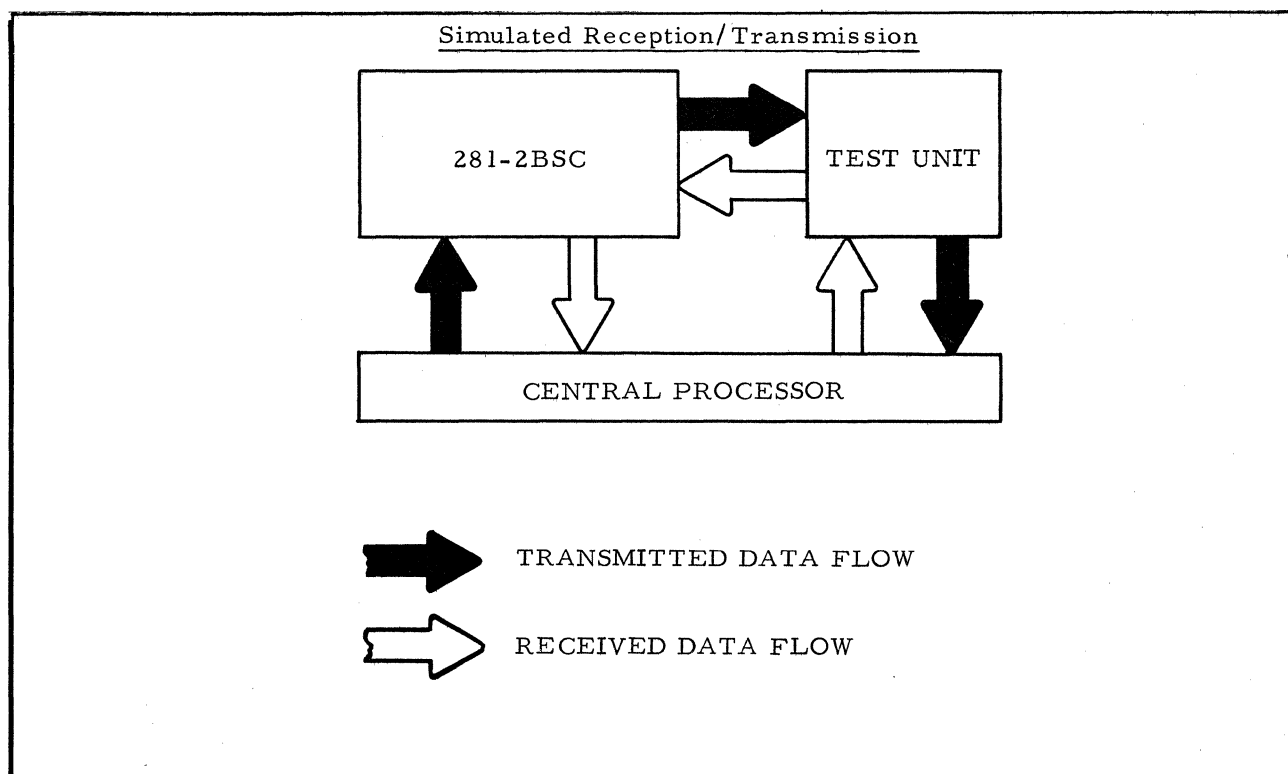 Simulated Reception/Transmission
281-2BSC
TEST UNIT
CENTRAL PROCESSOR
TRANSMITTED DATA FLOW
RECEIVED DATA FLOW